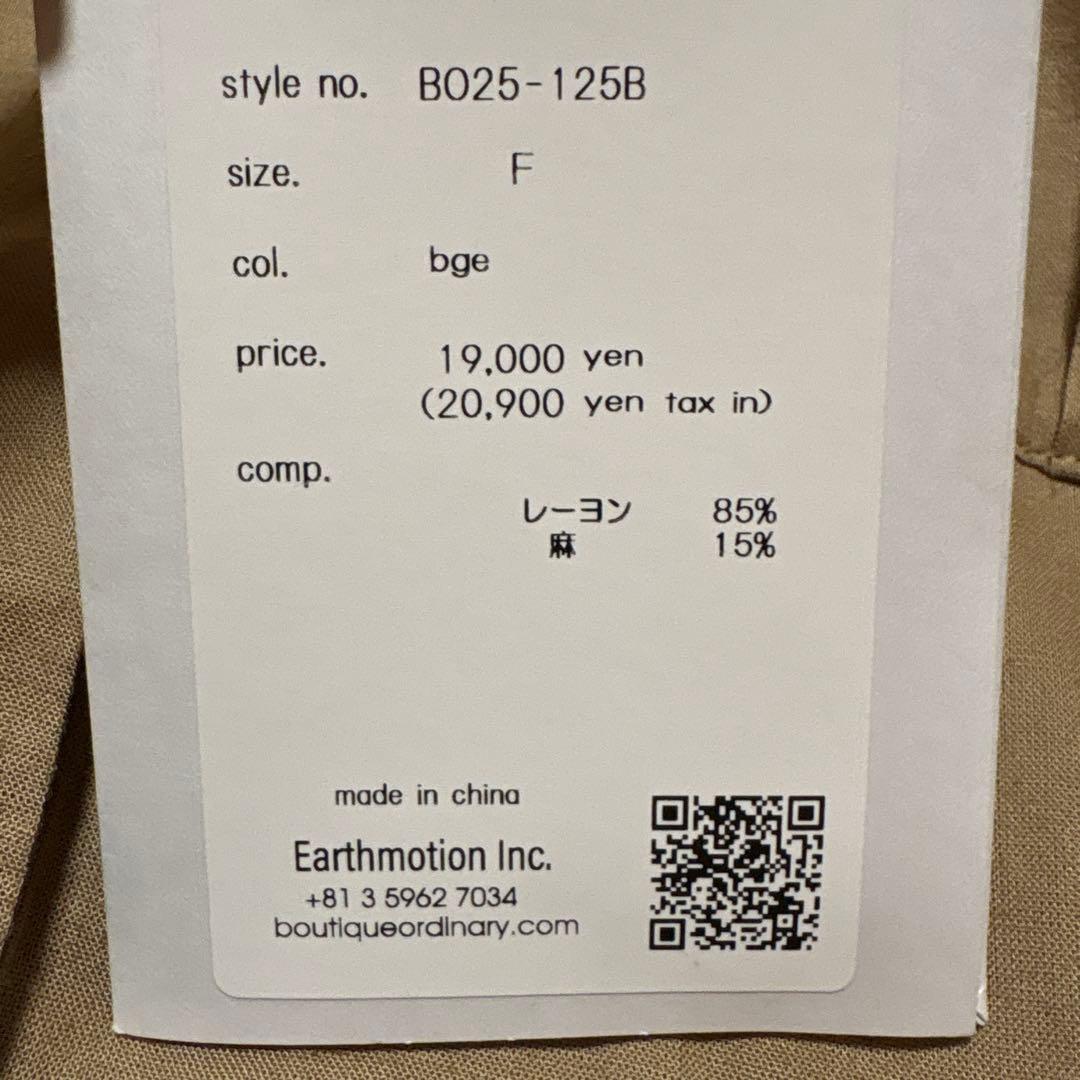 style no. BO25-125B
size. F
col. bge
price. 19,000 yen
(20,900 yen tax in)
comp.
レーヨン 85%
麻 15%
made in china
Earthmotion Inc.
+81 3 5962 7034
boutiqueordinary.com